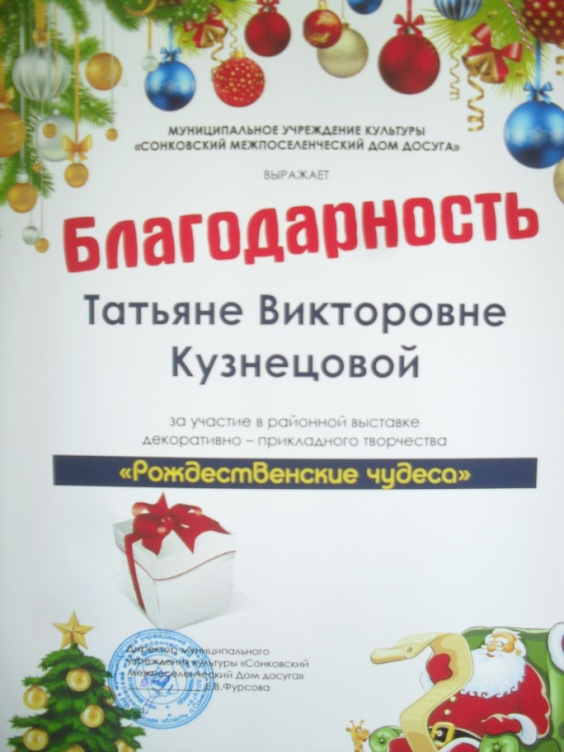 МУНИЦИПАЛЬНОЕ УЧРЕЖДЕНИЕ КУЛЬТУРЫ
«СОНКОВСКИЙ МЕЖПОСЕЛЕНЧЕСКИЙ ДОМ ДОСУГА»
ВЫРАЖАЕТ
Благодарность
Татьяне Викторовне
Кузнецовой
за участие в районной выставке
декоративно – прикладного творчества
«Рождественские чудеса»
Директор муниципального
учреждения культуры «Сонковский
Межпоселенческий Дом досуга»
Е.В.Фурсова